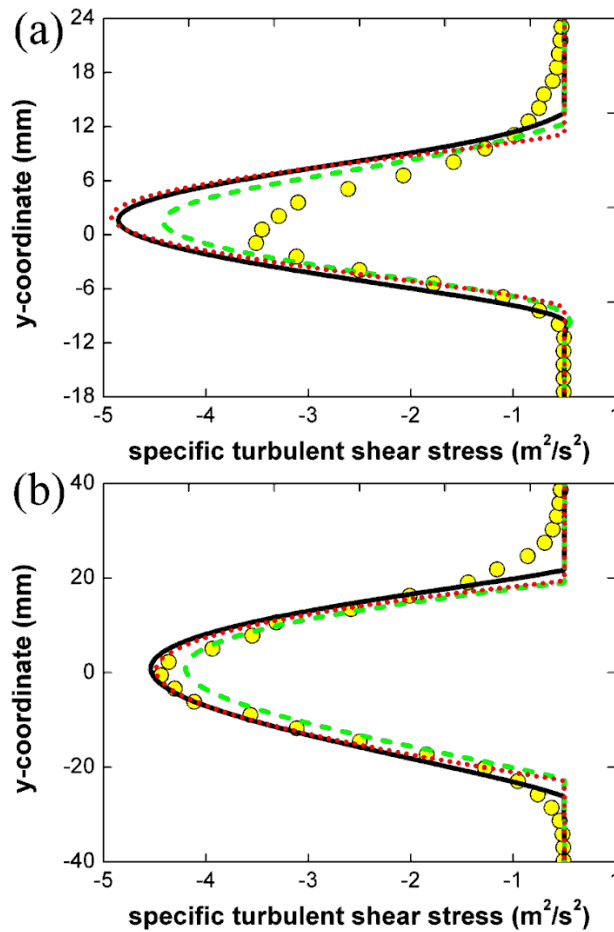 (a)
24
18
12
6
0
-6
-12
-18
y-coordinate (mm)
-5 -4 -3 -2 -1 1
specific turbulent shear stress (m²/s²)
(b)
40
20
0
-20
-40
y-coordinate (mm)
-5 -4 -3 -2 -1 1
specific turbulent shear stress (m²/s²)